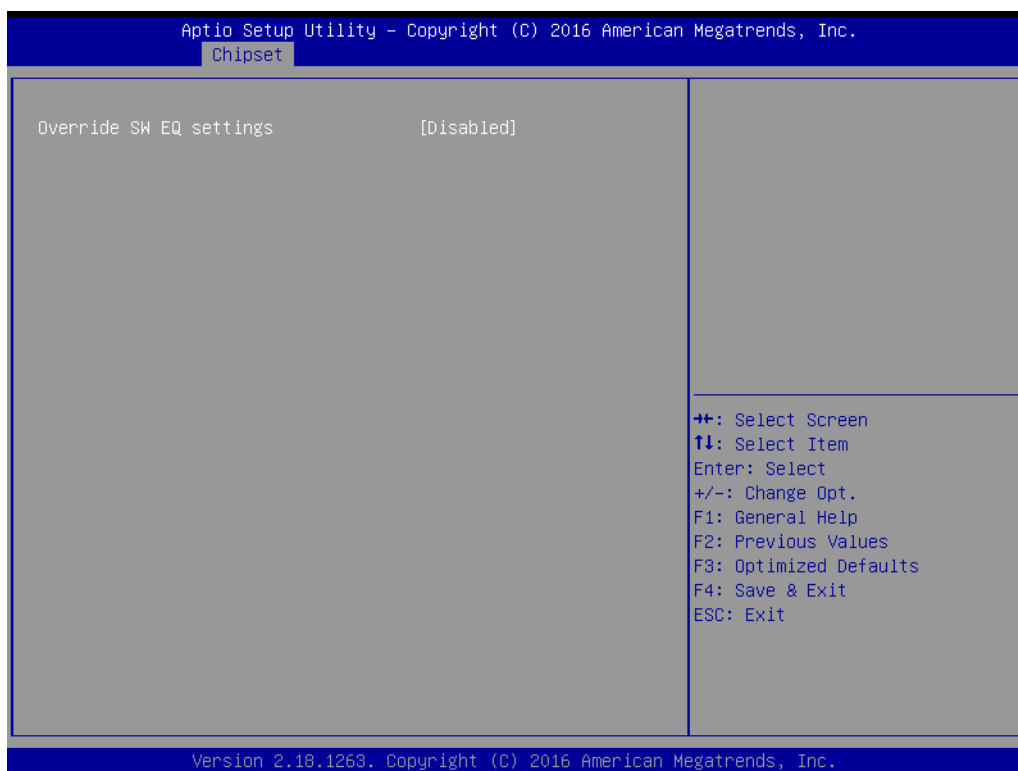 Aptio Setup Utility – Copyright (C) 2016 American Megatrends, Inc.
Chipset
Override SW EQ settings [Disabled]
→←: Select Screen
↑↓: Select Item
Enter: Select
+/-: Change Opt.
F1: General Help
F2: Previous Values
F3: Optimized Defaults
F4: Save & Exit
ESC: Exit
Version 2.18.1263. Copyright (C) 2016 American Megatrends, Inc.